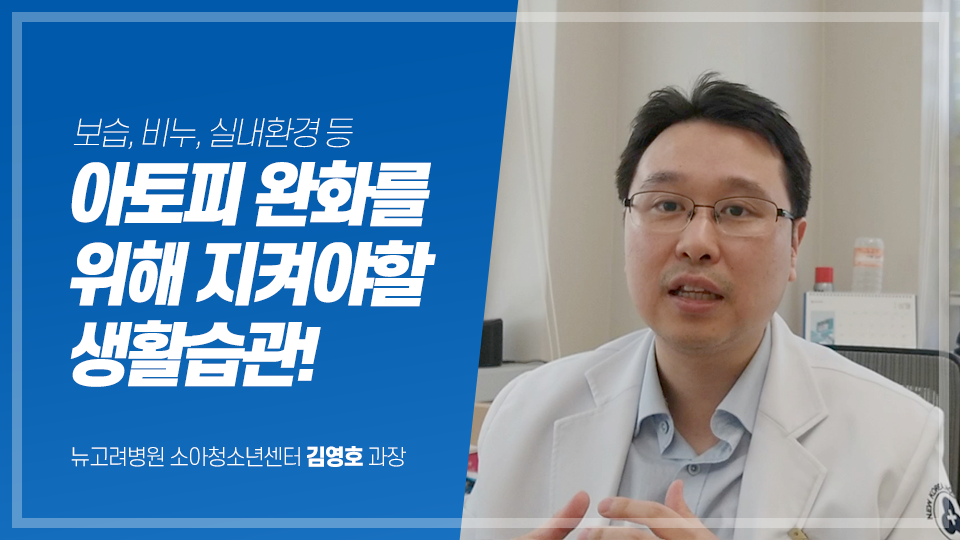 보습, 비누, 실내환경 등
아토피 완화를
위해 지켜야할
생활습관!
뉴고려병원 소아청소년센터 김영호 과장
NEW KOREA